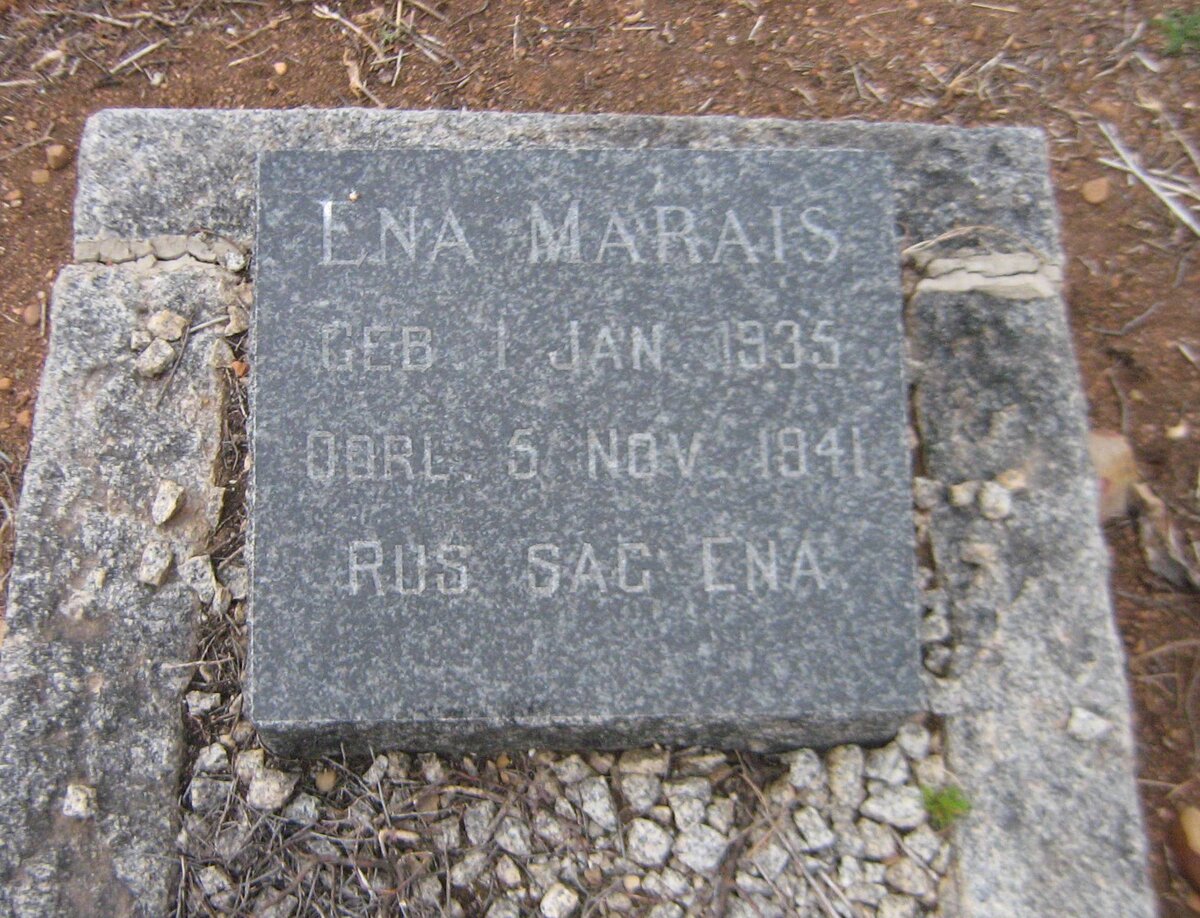 ENA MARAIS
GEB. 1 JAN. 1935
OORL. 5 NOV. 1941
RUS SAG ENA